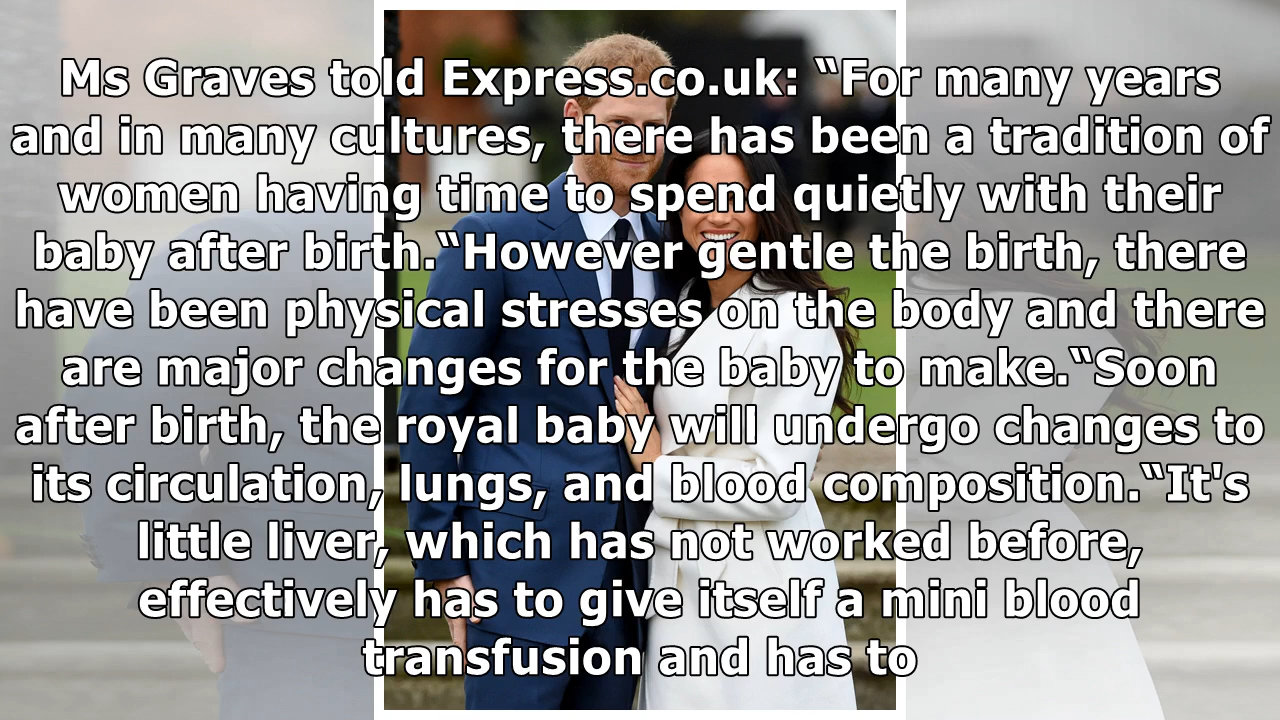 Ms Graves told Express.co.uk: “For many years
and in many cultures, there has been a tradition of
women having time to spend quietly with their
baby after birth.“However gentle the birth, there
have been physical stresses on the body and there
are major changes for the baby to make.“Soon
after birth, the royal baby will undergo changes to
its circulation, lungs, and blood composition.“It's
little liver, which has not worked before,
effectively has to give itself a mini blood
transfusion and has to